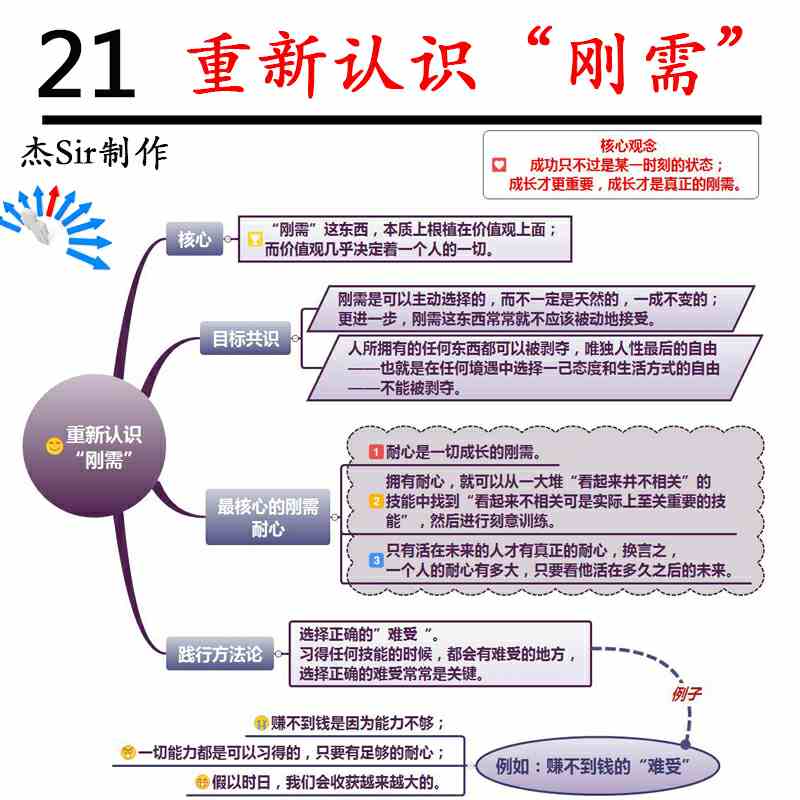 21 重新认识“刚需”
杰Sir制作
核心观念
成功只不过是某一时刻的状态；
成长才更重要，成长才是真正的刚需。
核心
“刚需”这东西，本质上根植在价值观上面；
而价值观几乎决定着一个人的一切。
目标共识
刚需是可以主动选择的，而不一定是天然的，一成不变的；
更进一步，刚需这东西常常就不应该被动地接受。
人所拥有的任何东西都可以被剥夺，唯独人性最后的自由
——也就是在任何境遇中选择一己态度和生活方式的自由
——不能被剥夺。
重新认识
“刚需”
最核心的刚需
耐心
1 耐心是一切成长的刚需。
拥有耐心，就可以从一大堆“看起来并不相关”的
2 技能中找到“看起来不相关可是实际上至关重要的技
能”，然后进行刻意训练。
3 只有活在未来的人才有真正的耐心，换言之，
一个人的耐心有多大，只要看他活在多久之后的未来。
践行方法论
选择正确的”难受“。
习得任何技能的时候，都会有难受的地方，
选择正确的难受常常是关键。
例子
例如：赚不到钱的“难受”
赚不到钱是因为能力不够；
一切能力都是可以习得的，只要有足够的耐心；
假以时日，我们会收获越来越大的。